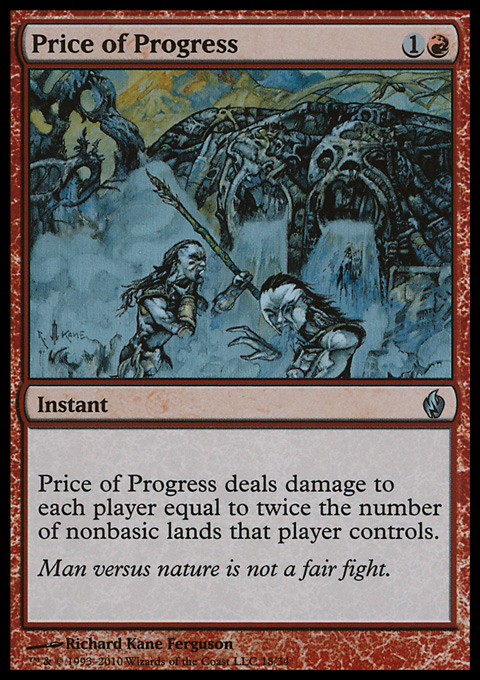 Price of Progress 1
R. Kane
Instant
Price of Progress deals damage to
each player equal to twice the number
of nonbasic lands that player controls.
Man versus nature is not a fair fight.
Richard Kane Ferguson
™ & © 1993–2010 Wizards of the Coast LLC 18/34